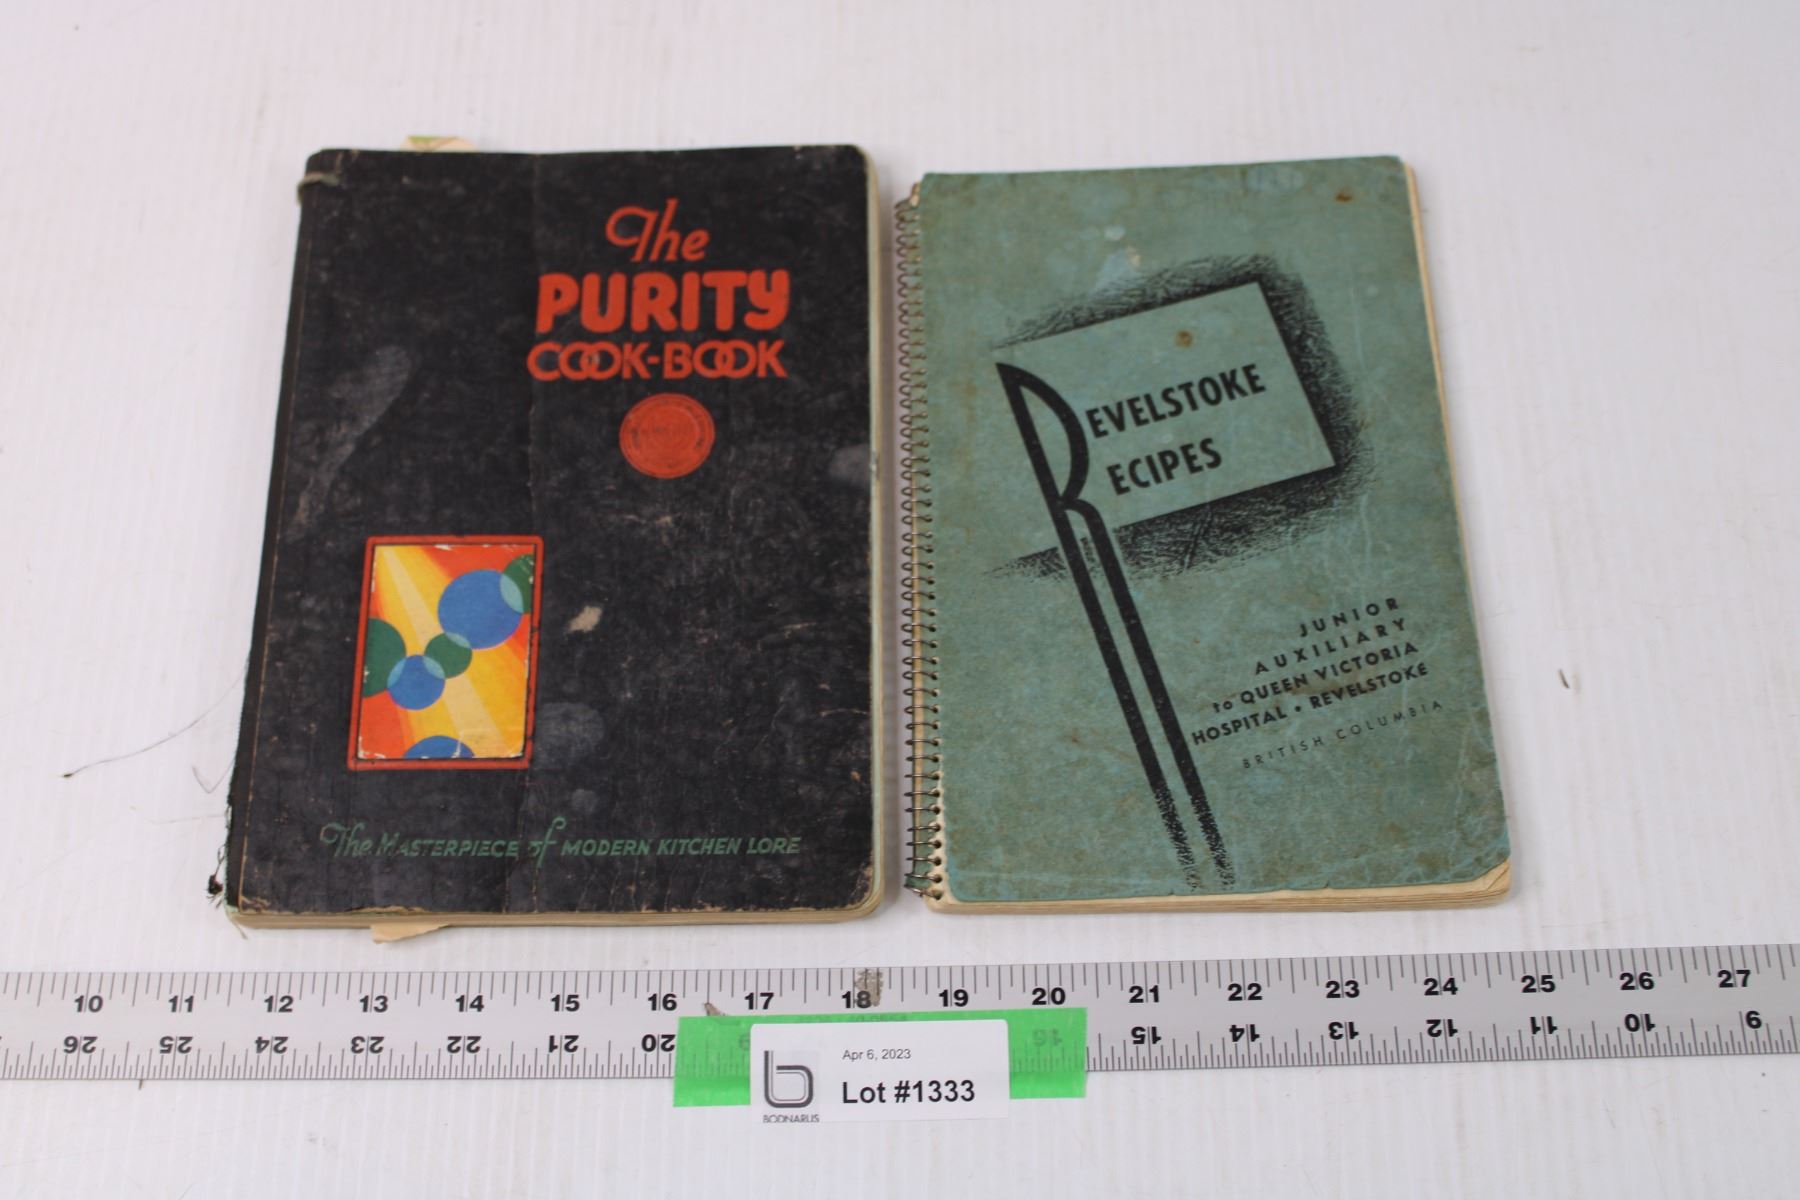 The
PURITY
COOK-BOOK
The MASTERPIECE of MODERN KITCHEN LORE
REVELSTOKE
RECIPES
JUNIOR
AUXILIARY
to QUEEN VICTORIA
HOSPITAL • REVELSTOKE
BRITISH COLUMBIA
10 11 12 13 14 15 16 17 18 19 20 21 22 23 24 25 26 27
26 25 24 23 22 21 20 16 15 14 13 12 11 10 9
Apr 6, 2023
Lot #1333
BODNARUS